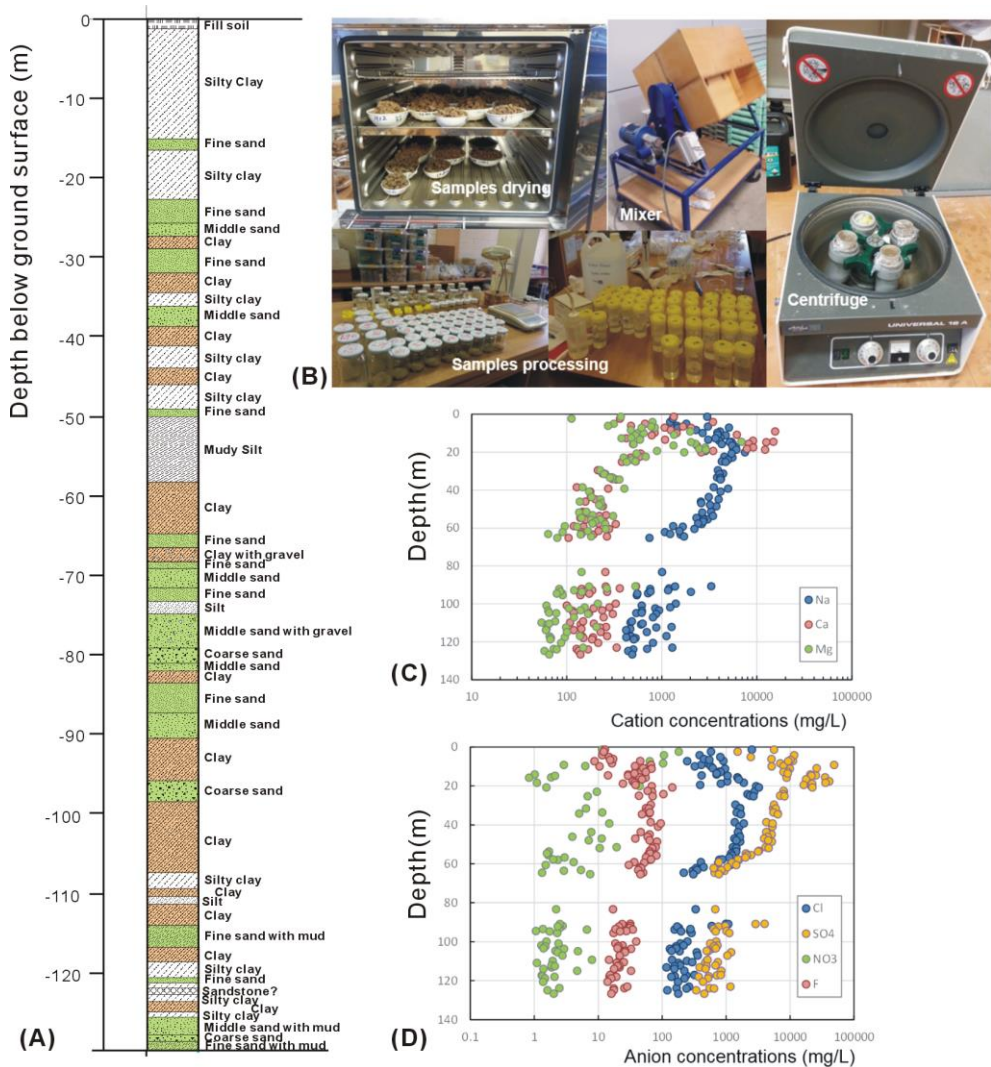 Depth below ground surface (m)
0
-10
-20
-30
-40
-50
-60
-70
-80
-90
-100
-110
-120
Fill soil
Silty Clay
Fine sand
Silty clay
Fine sand
Middle sand
Clay
Fine sand
Clay
Silty clay
Middle sand
Clay
Silty clay
Clay
Silty clay
Fine sand
Mudy Silt
Clay
Fine sand
Clay with gravel
Fine sand
Middle sand
Fine sand
Silt
Middle sand with gravel
Coarse sand
Middle sand
Clay
Fine sand
Middle sand
Clay
Coarse sand
Clay
Silty clay
Clay
Silt
Clay
Fine sand with mud
Clay
Silty clay
Fine sand
Sandstone?
Silty clay
Clay
Silty clay
Middle sand with mud
Coarse sand
Fine sand with mud
(A)
Samples drying
Mixer
Samples processing
Centrifuge
UNIVERSAL 16 A
(B)
Depth(m)
0
20
40
60
80
100
120
140
10
100
1000
10000
100000
Na
Ca
Mg
Cation concentrations (mg/L)
(C)
Depth(m)
0
20
40
60
80
100
120
140
0.1
1
10
100
1000
10000
100000
Cl
SO4
NO3
F
Anion concentrations (mg/L)
(D)